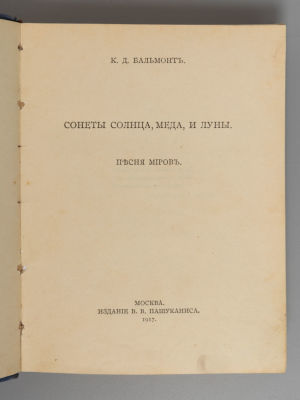 К. Д. БАЛЬМОНТЪ.
СОНЕТЫ СОЛНЦА, МЕДА, И ЛУНЫ.
ПѢСНЯ МІРОВЪ.
МОСКВА.
ИЗДАНІЕ В. В. ПАШУКАНИСА.
1917.